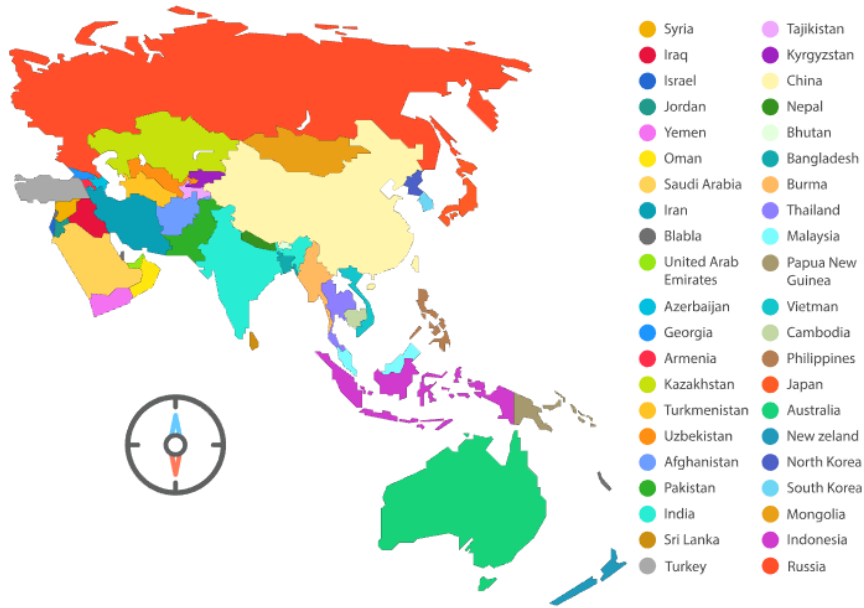 Syria
Iraq
Israel
Jordan
Yemen
Oman
Saudi Arabia
Iran
Blabla
United Arab
Emirates
Azerbaijan
Georgia
Armenia
Kazakhstan
Turkmenistan
Uzbekistan
Afghanistan
Pakistan
India
Sri Lanka
Turkey
Tajikistan
Kyrgyzstan
China
Nepal
Bhutan
Bangladesh
Burma
Thailand
Malaysia
Papua New
Guinea
Vietman
Cambodia
Philippines
Japan
Australia
New zeland
North Korea
South Korea
Mongolia
Indonesia
Russia